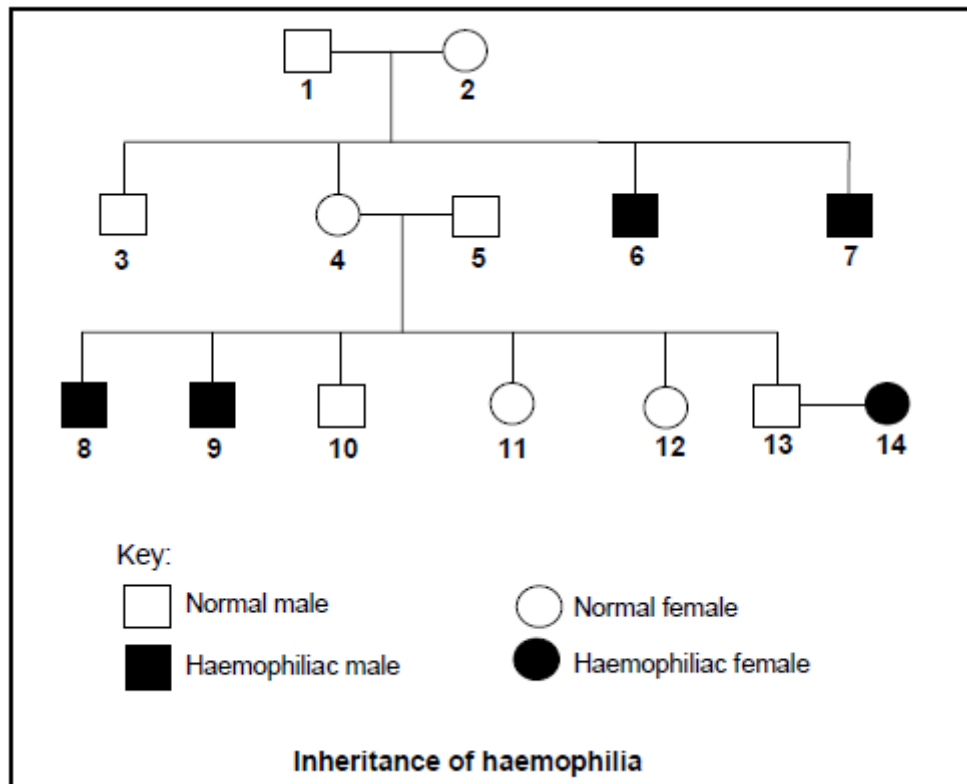 1 2
3 4 5 6 7
8 9 10 11 12 13 14
Key:
Normal male Normal female
Haemophiliac male Haemophiliac female
Inheritance of haemophilia